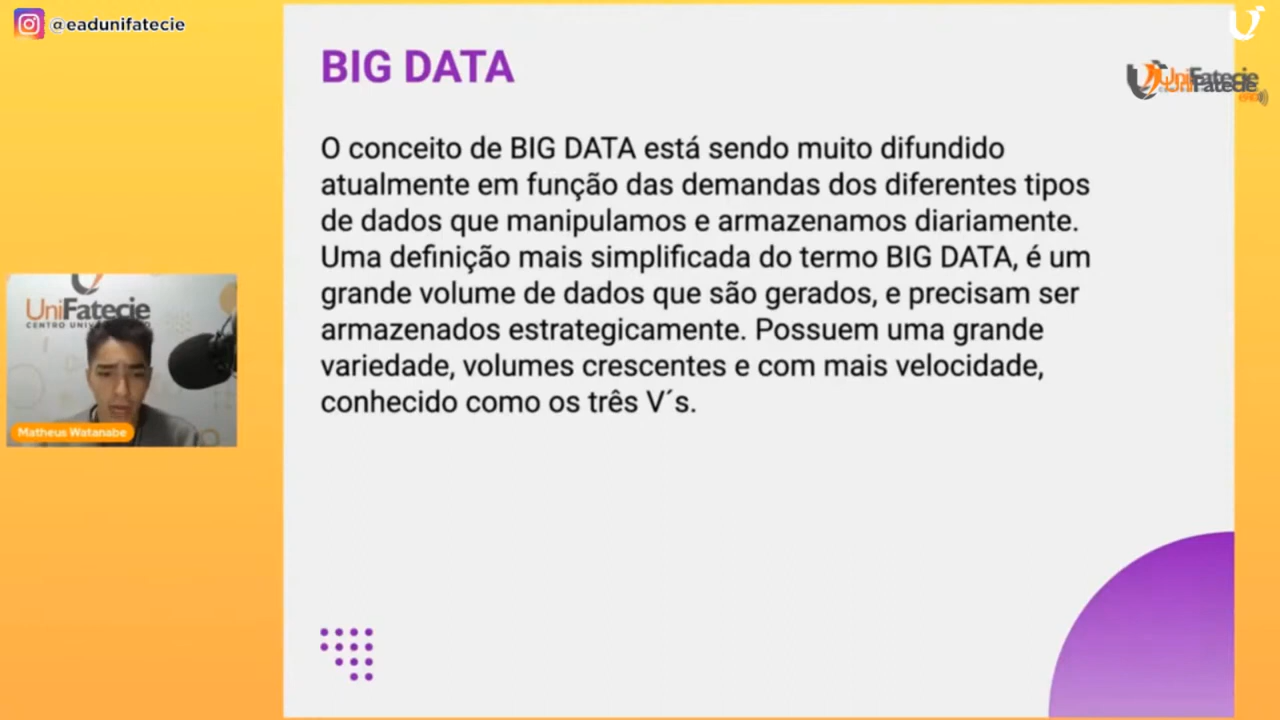 @eadunifatecie
BIG DATA
UniFatecie
O conceito de BIG DATA está sendo muito difundido
atualmente em função das demandas dos diferentes tipos
de dados que manipulamos e armazenamos diariamente.
Uma definição mais simplificada do termo BIG DATA, é um
grande volume de dados que são gerados, e precisam ser
armazenados estrategicamente. Possuem uma grande
variedade, volumes crescentes e com mais velocidade,
conhecido como os três V´s.
UniFatecie
Matheus Watanabe